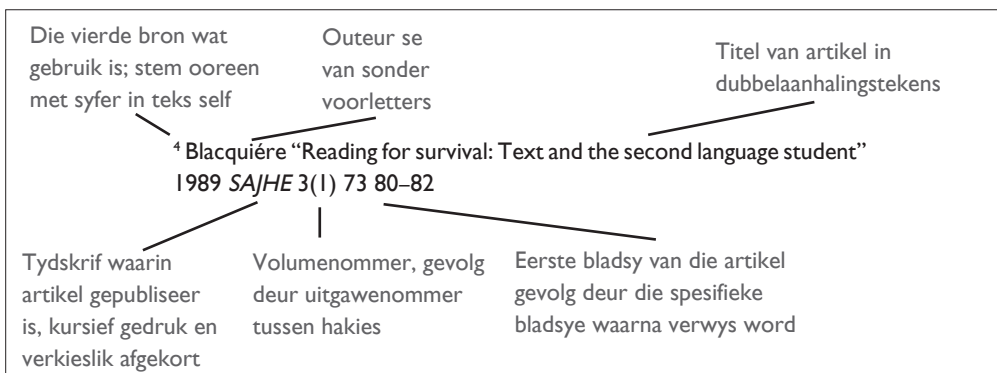 Die vierde bron wat
gebruik is; stem ooreen
met syfer in teks self
Outeur se
van sonder
voorletters
Titel van artikel in
dubbelaanhalingstekens
⁴ Blacquiére “Reading for survival: Text and the second language student”
1989 SAJHE 3(1) 73 80–82
Tydskrif waarin
artikel gepubliseer
is, kursief gedruk en
verkieslik afgekort
Volumenommer, gevolg
deur uitgawenommer
tussen hakies
Eerste bladsy van die artikel
gevolg deur die spesifieke
bladsye waarna verwys word